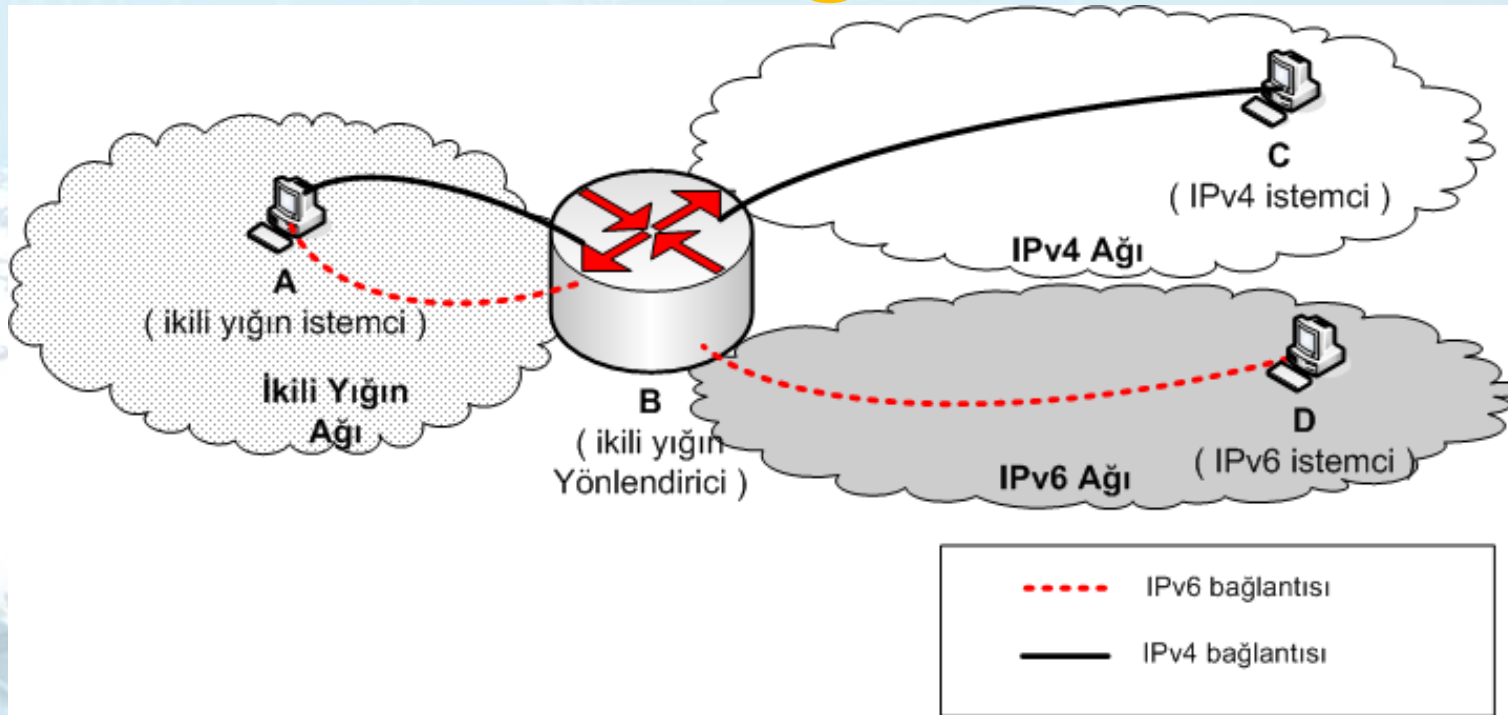 A
( ikili yığın istemci )
İkili Yığın
Ağı
B
( ikili yığın
Yönlendirici )
C
( IPv4 istemci )
IPv4 Ağı
D
( IPv6 istemci )
IPv6 Ağı
IPv6 bağlantısı
IPv4 bağlantısı